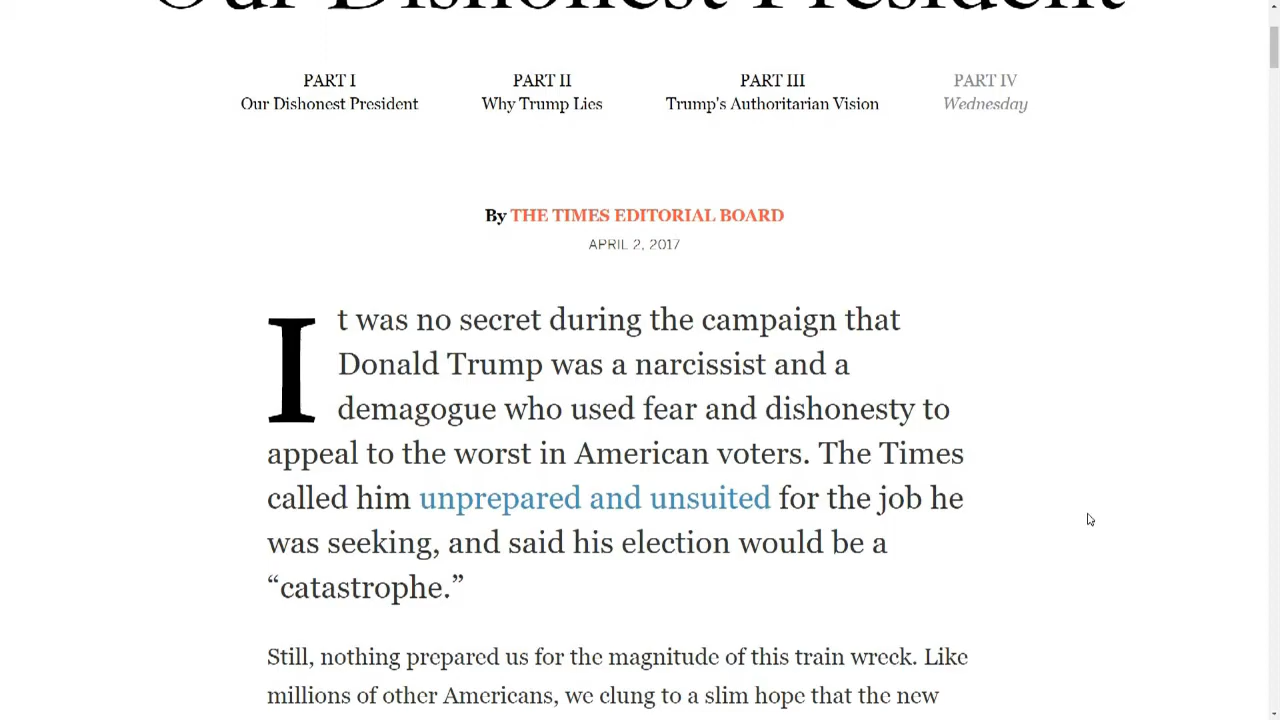 Our Dishonest President
PART I
Our Dishonest President
PART II
Why Trump Lies
PART III
Trump's Authoritarian Vision
PART IV
Wednesday
By THE TIMES EDITORIAL BOARD
APRIL 2, 2017
It was no secret during the campaign that
Donald Trump was a narcissist and a
demagogue who used fear and dishonesty to
appeal to the worst in American voters. The Times
called him unprepared and unsuited for the job he
was seeking, and said his election would be a
“catastrophe.”
Still, nothing prepared us for the magnitude of this train wreck. Like
millions of other Americans, we clung to a slim hope that the new